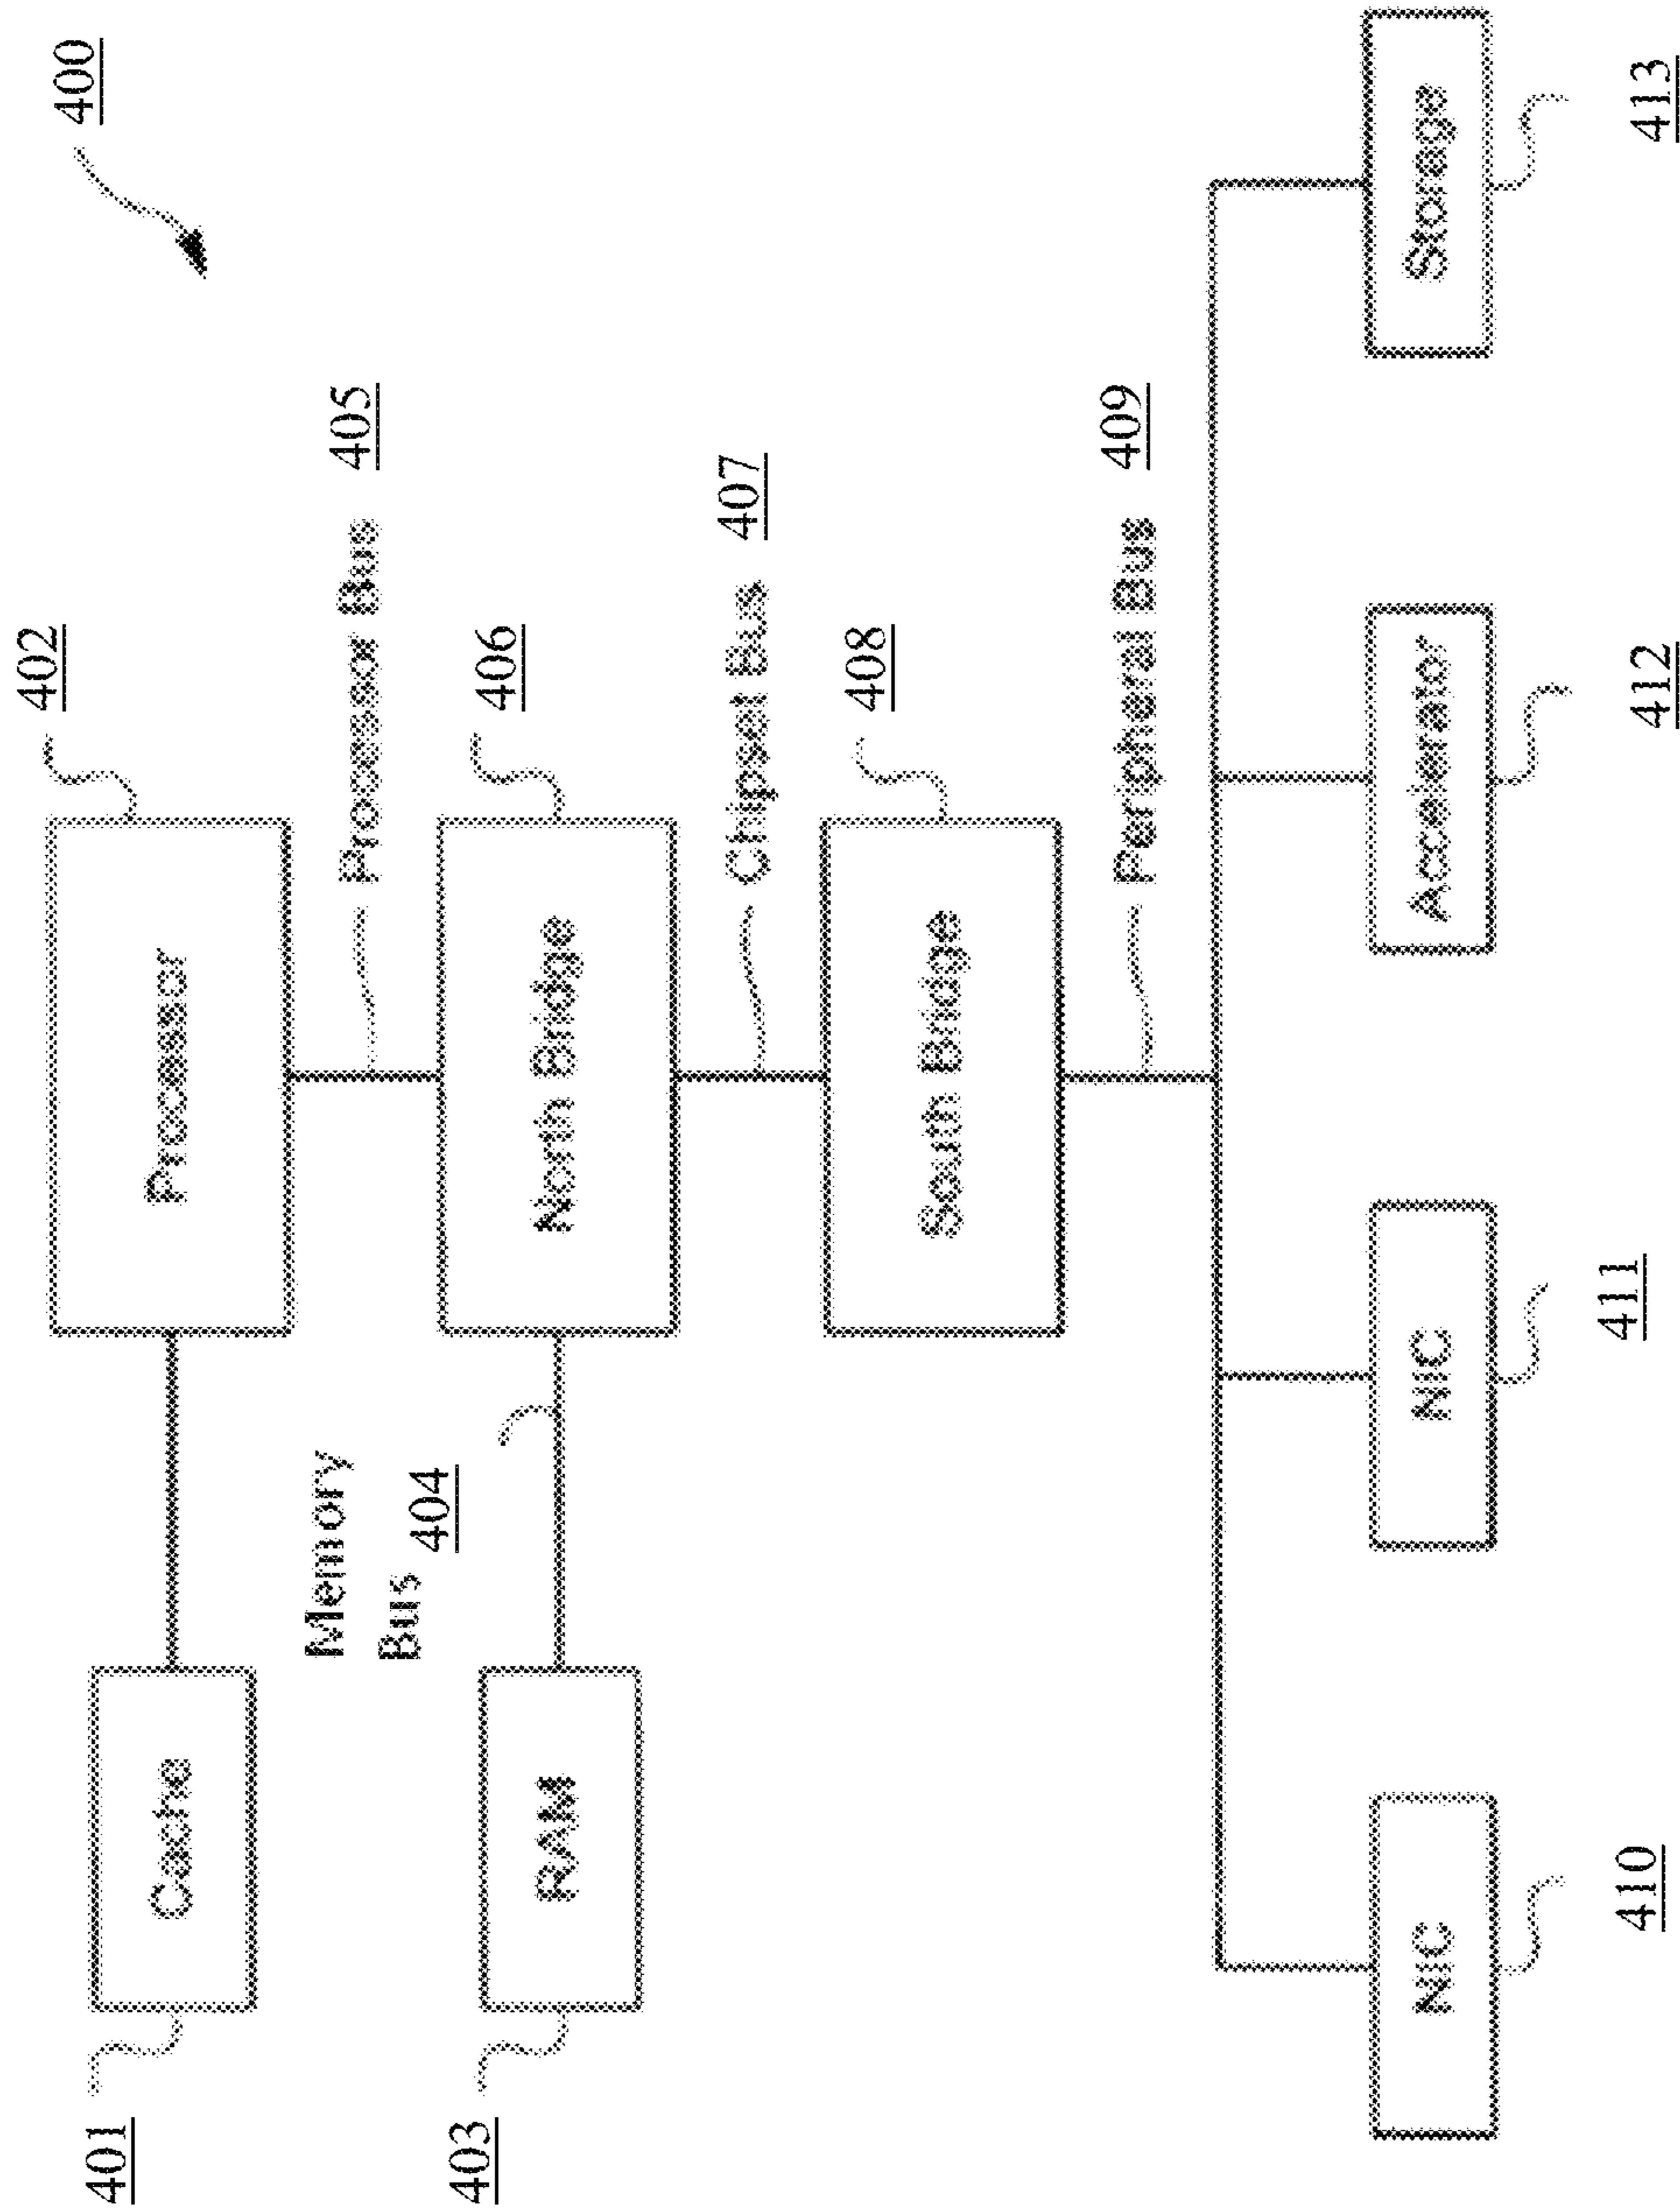 400
401
Cache
Processor
402
Memory
Bus
404
Processor Bus
405
403
RAM
North Bridge
406
Chipset Bus
407
South Bridge
408
Peripheral Bus
409
NIC
NIC
Accelerator
Storage
410
411
412
413